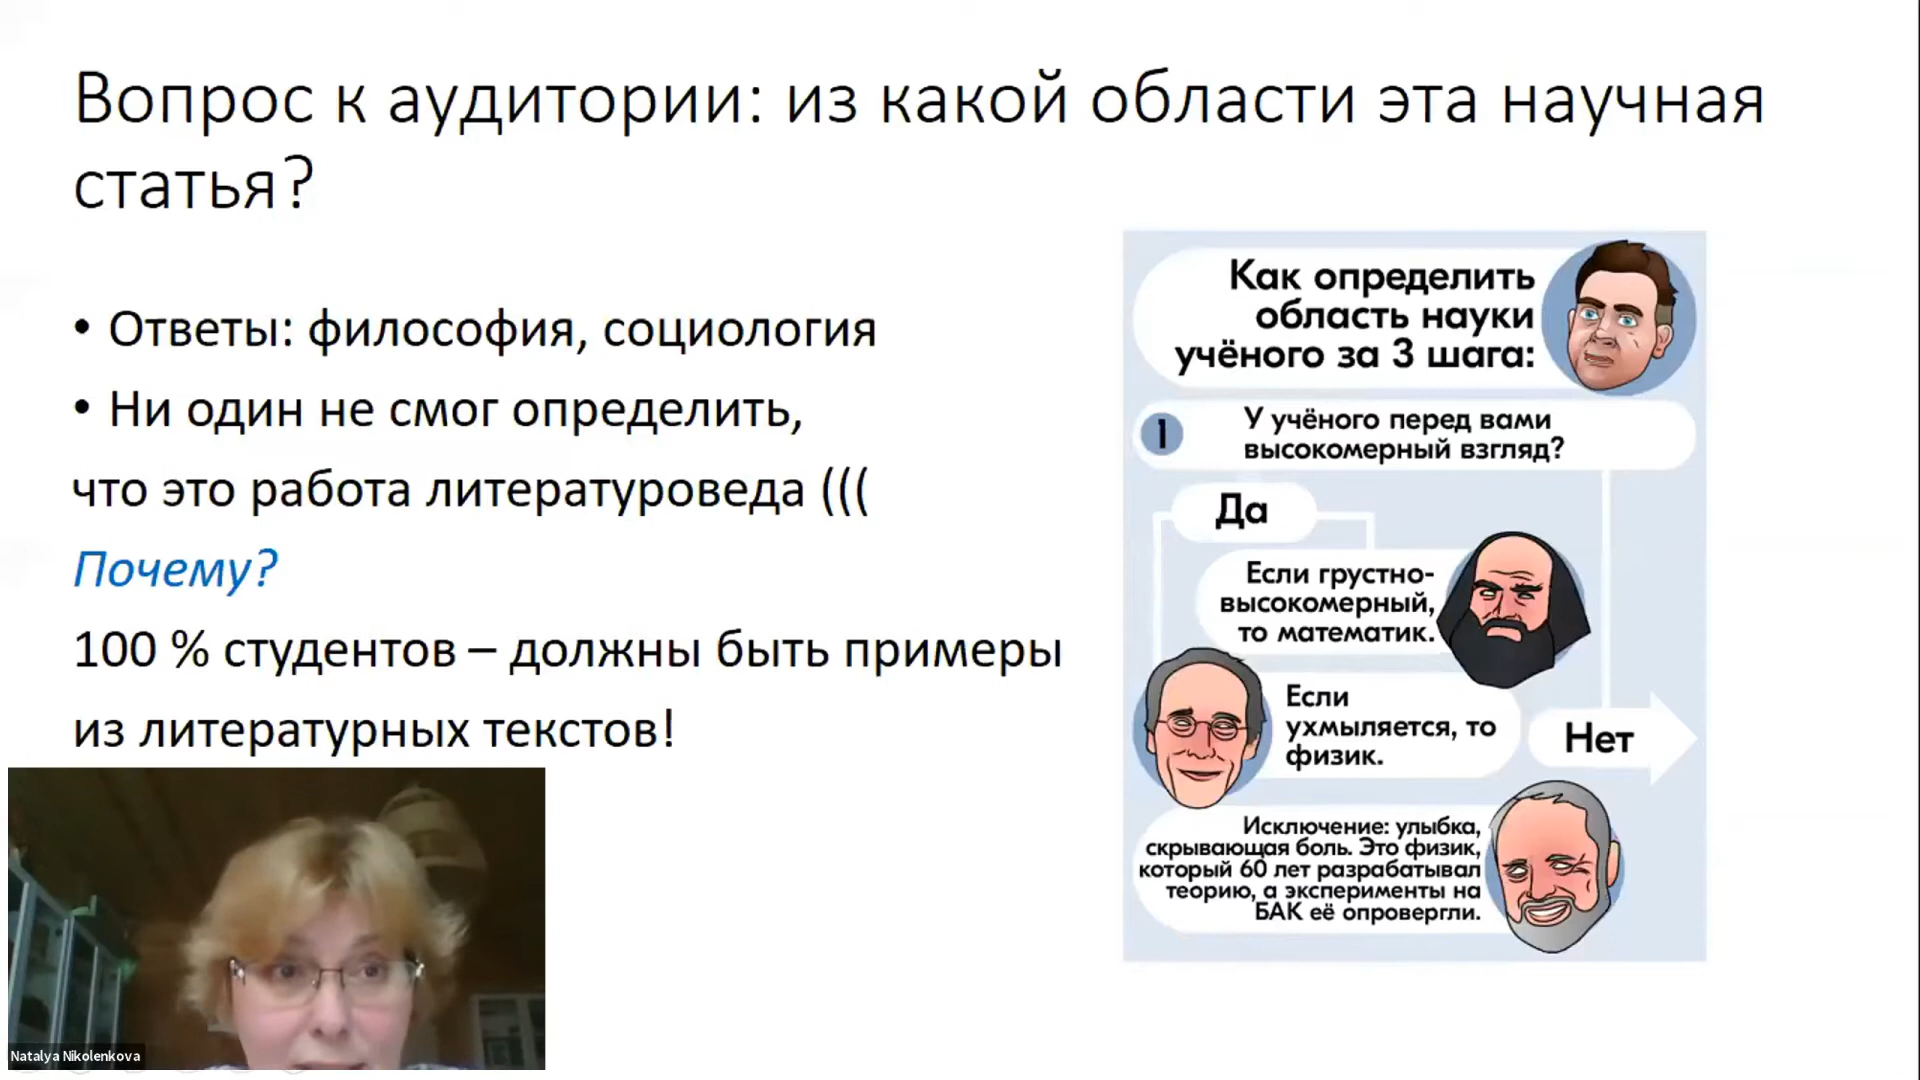 Вопрос к аудитории: из какой области эта научная
статья?
• Ответы: философия, социология
• Ни один не смог определить,
что это работа литературоведа (((
Почему?
100 % студентов – должны быть примеры
из литературных текстов!
Как определить
область науки
учёного за 3 шага:
1
У учёного перед вами
высокомерный взгляд?
Да
Если грустно-
высокомерный,
то математик.
Если
ухмыляется, то
физик.
Нет
Исключение: улыбка,
скрывающая боль. Это физик,
который 60 лет разрабатывал
теорию, а эксперименты на
БАК её опровергли.
Natalya Nikolenkova